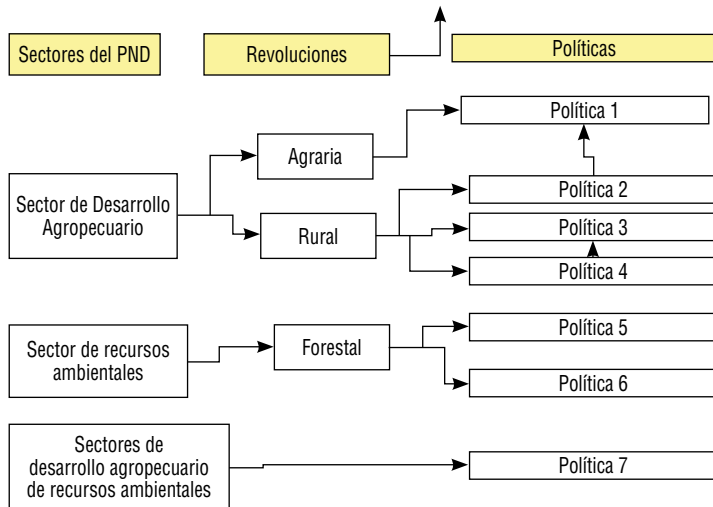 Sectores del PND
Revoluciones
Políticas
Política 1
Agraria
Sector de Desarrollo
Agropecuario
Rural
Política 2
Política 3
Política 4
Sector de recursos
ambientales
Forestal
Política 5
Política 6
Sectores de
desarrollo agropecuario
de recursos ambientales
Política 7